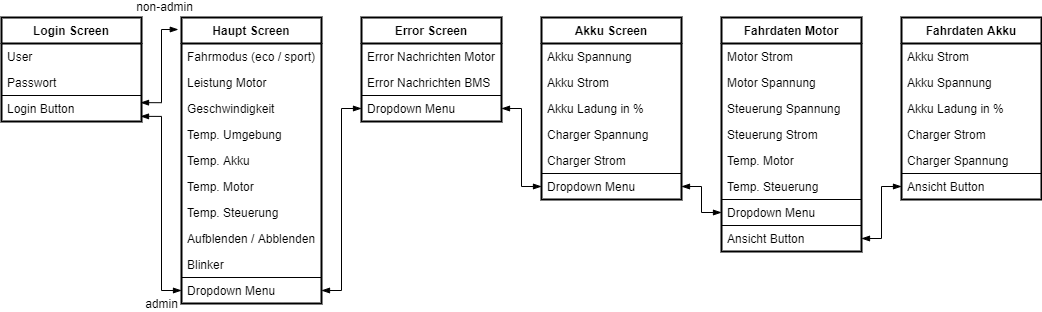 non-admin
Login Screen
User
Passwort
Login Button
admin
Haupt Screen
Fahrmodus (eco / sport)
Leistung Motor
Geschwindigkeit
Temp. Umgebung
Temp. Akku
Temp. Motor
Temp. Steuerung
Aufblenden / Abblenden
Blinker
Dropdown Menu
Error Screen
Error Nachrichten Motor
Error Nachrichten BMS
Dropdown Menu
Akku Screen
Akku Spannung
Akku Strom
Akku Ladung in %
Charger Spannung
Charger Strom
Dropdown Menu
Fahrdaten Motor
Motor Strom
Motor Spannung
Steuerung Spannung
Steuerung Strom
Temp. Motor
Temp. Steuerung
Dropdown Menu
Ansicht Button
Fahrdaten Akku
Akku Strom
Akku Spannung
Akku Ladung in %
Charger Strom
Charger Spannung
Ansicht Button